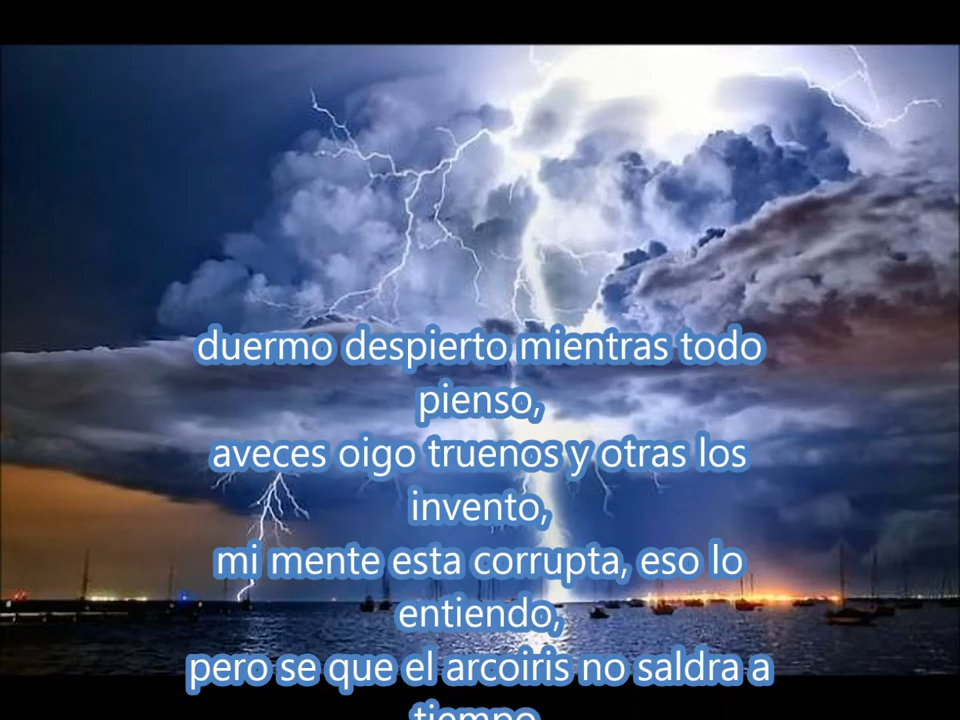 duermo despierto mientras todo
pienso,
aveces oigo truenos y otras los
invento,
mi mente esta corrupta, eso lo
entiendo,
pero se que el arcoiris no saldra a
tiempo